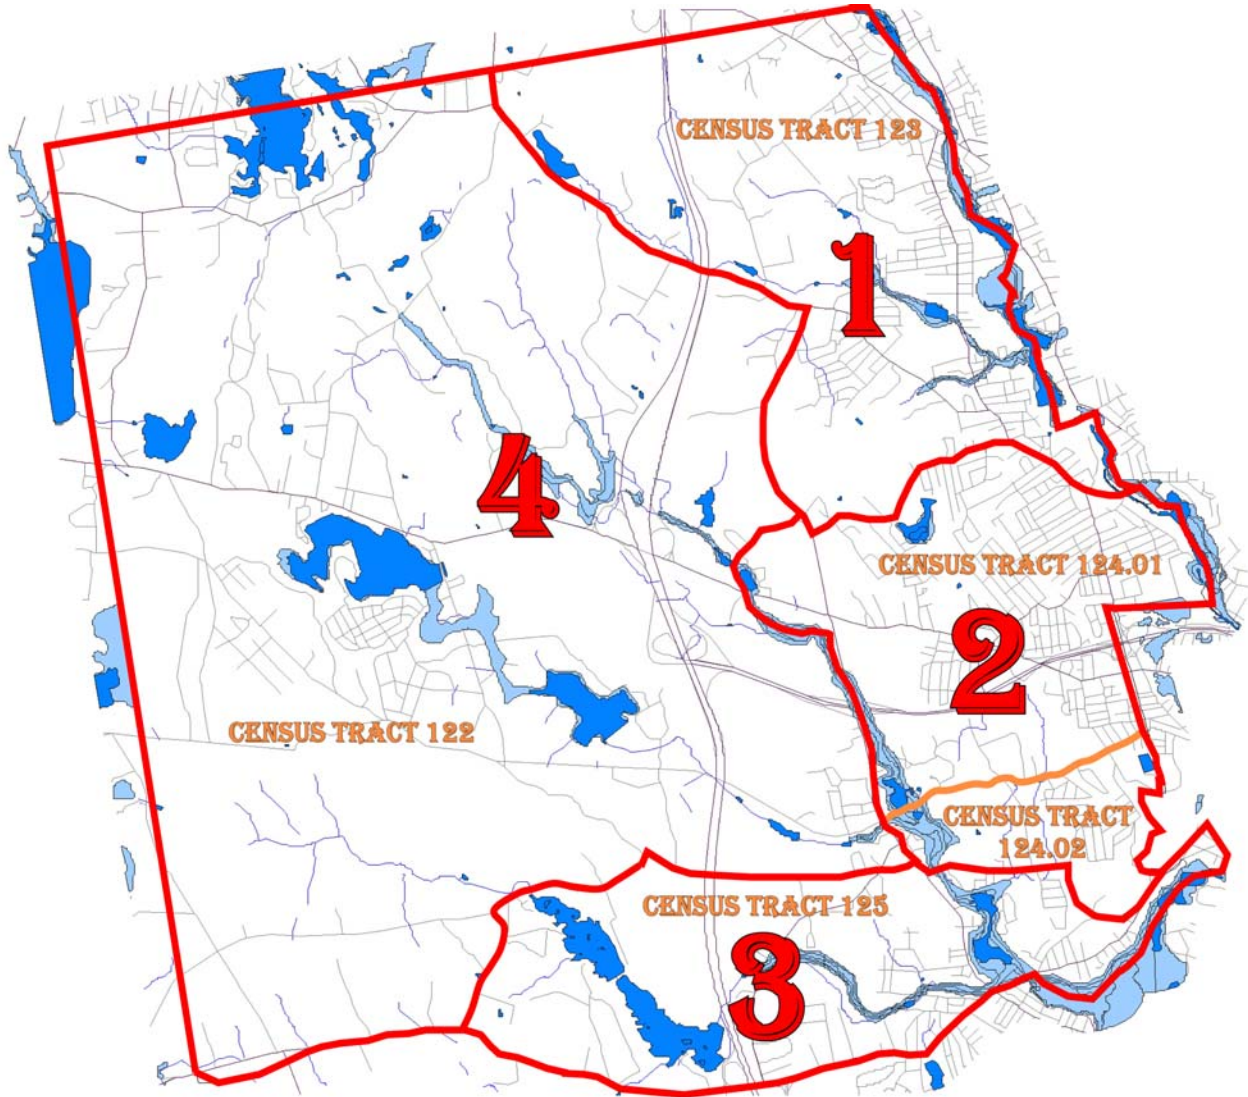 CENSUS TRACT 123
1
4
CENSUS TRACT 124.01
2
CENSUS TRACT 122
CENSUS TRACT
124.02
CENSUS TRACT 125
3